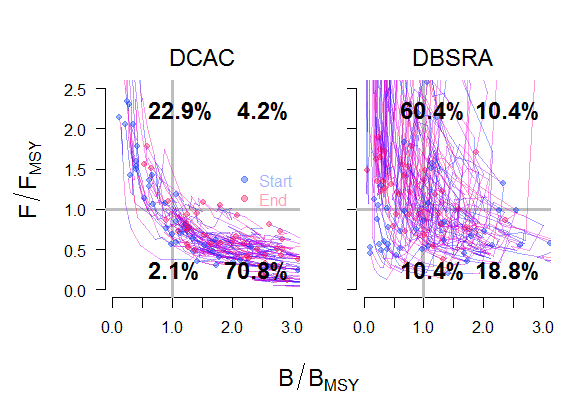 DCAC DBSRA
F/F_MSY
2.5
2.0
1.5
1.0
0.5
0.0
22.9% 4.2%
2.1% 70.8%
Start
End
0.0 1.0 2.0 3.0
60.4% 10.4%
10.4% 18.8%
0.0 1.0 2.0 3.0
B/B_MSY